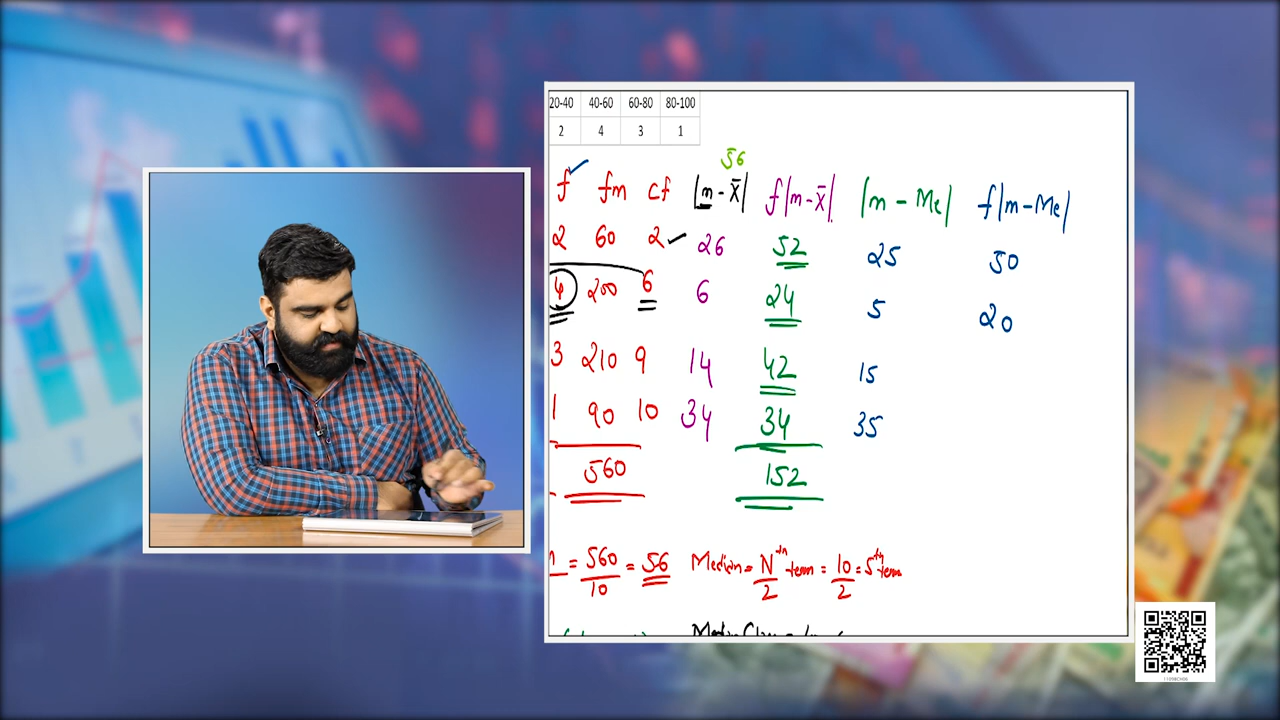 20-40 40-60 60-80 80-100
2 4 3 1
56
f fm cf |m - X̄| f|m - X̄| |m - Me| f|m - Me|
2 60 2 ✓ 26 52 25 50
4 200 6 6 24 5 20
3 210 9 14 42 15
1 90 10 34 34 35
560 152
= 560/10 = 56 Median = N/2 th term = 10/2 = 5th term